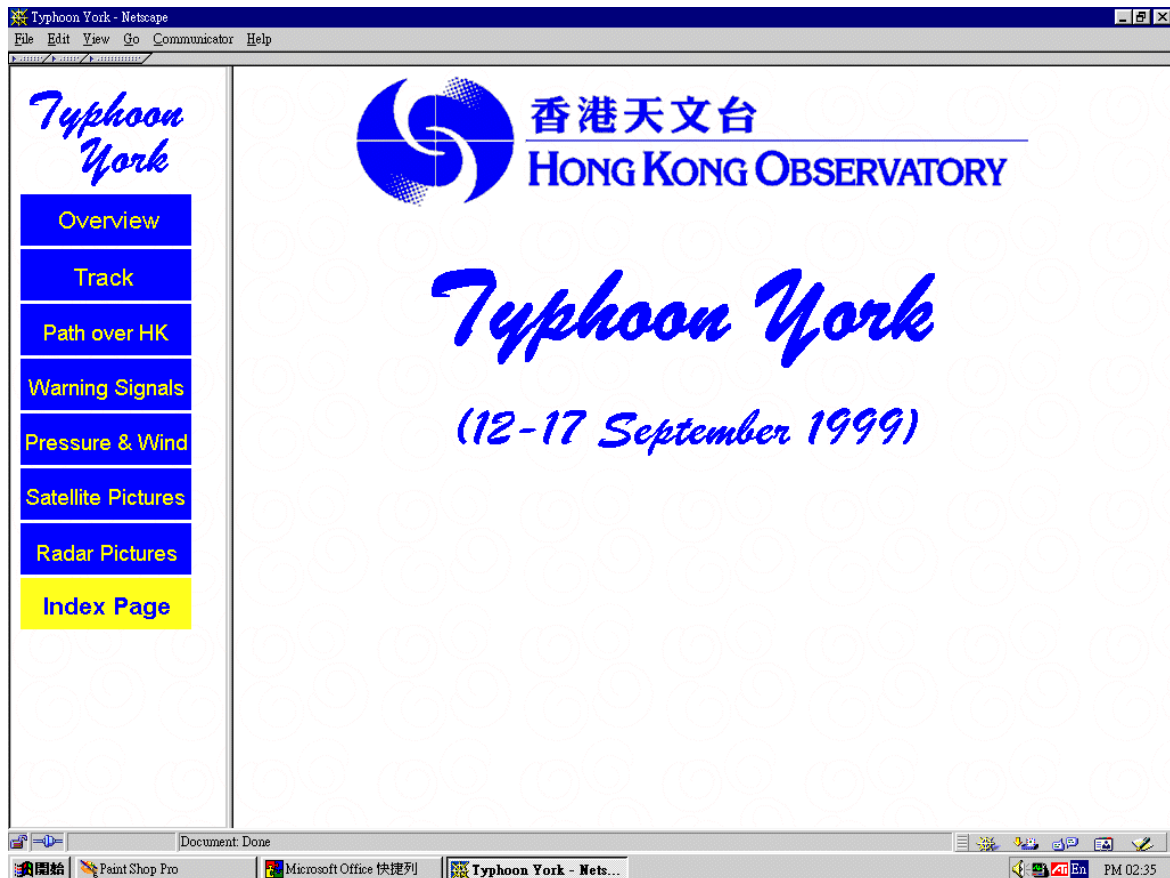 Typhoon York - Netscape
File Edit View Go Communicator Help
Typhoon
York
Overview
Track
Path over HK
Warning Signals
Pressure & Wind
Satellite Pictures
Radar Pictures
Index Page
香港天文台
HONG KONG OBSERVATORY
Typhoon York
(12-17 September 1999)
Document: Done
開始 Paint Shop Pro Microsoft Office 快捷列 Typhoon York - Nets... ATI En PM 02:35